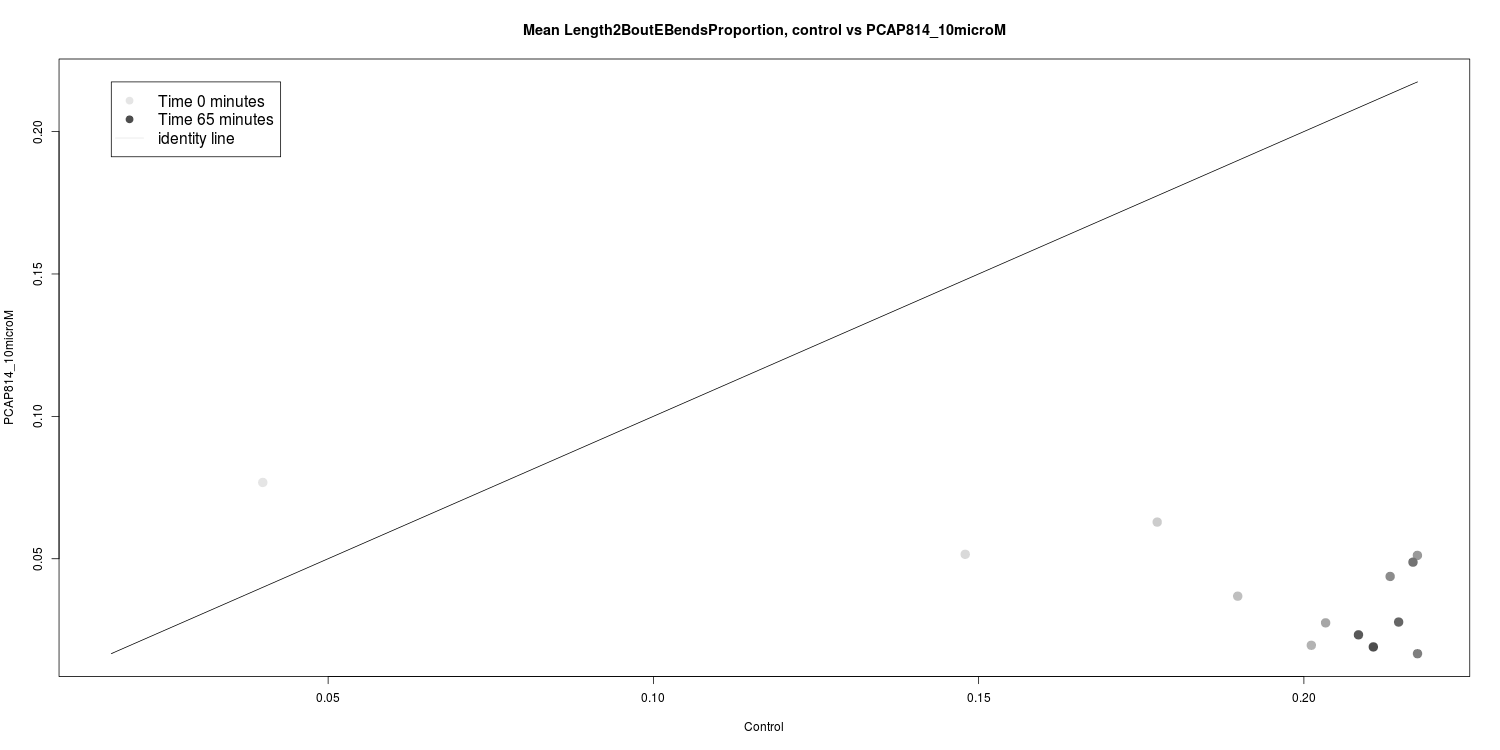 Mean Length2BoutEBendsProportion, control vs PCAP814_10microM
Time 0 minutes
Time 65 minutes
identity line
PCAP814_10microM
0.20
0.15
0.10
0.05
0.05 0.10 0.15 0.20
Control